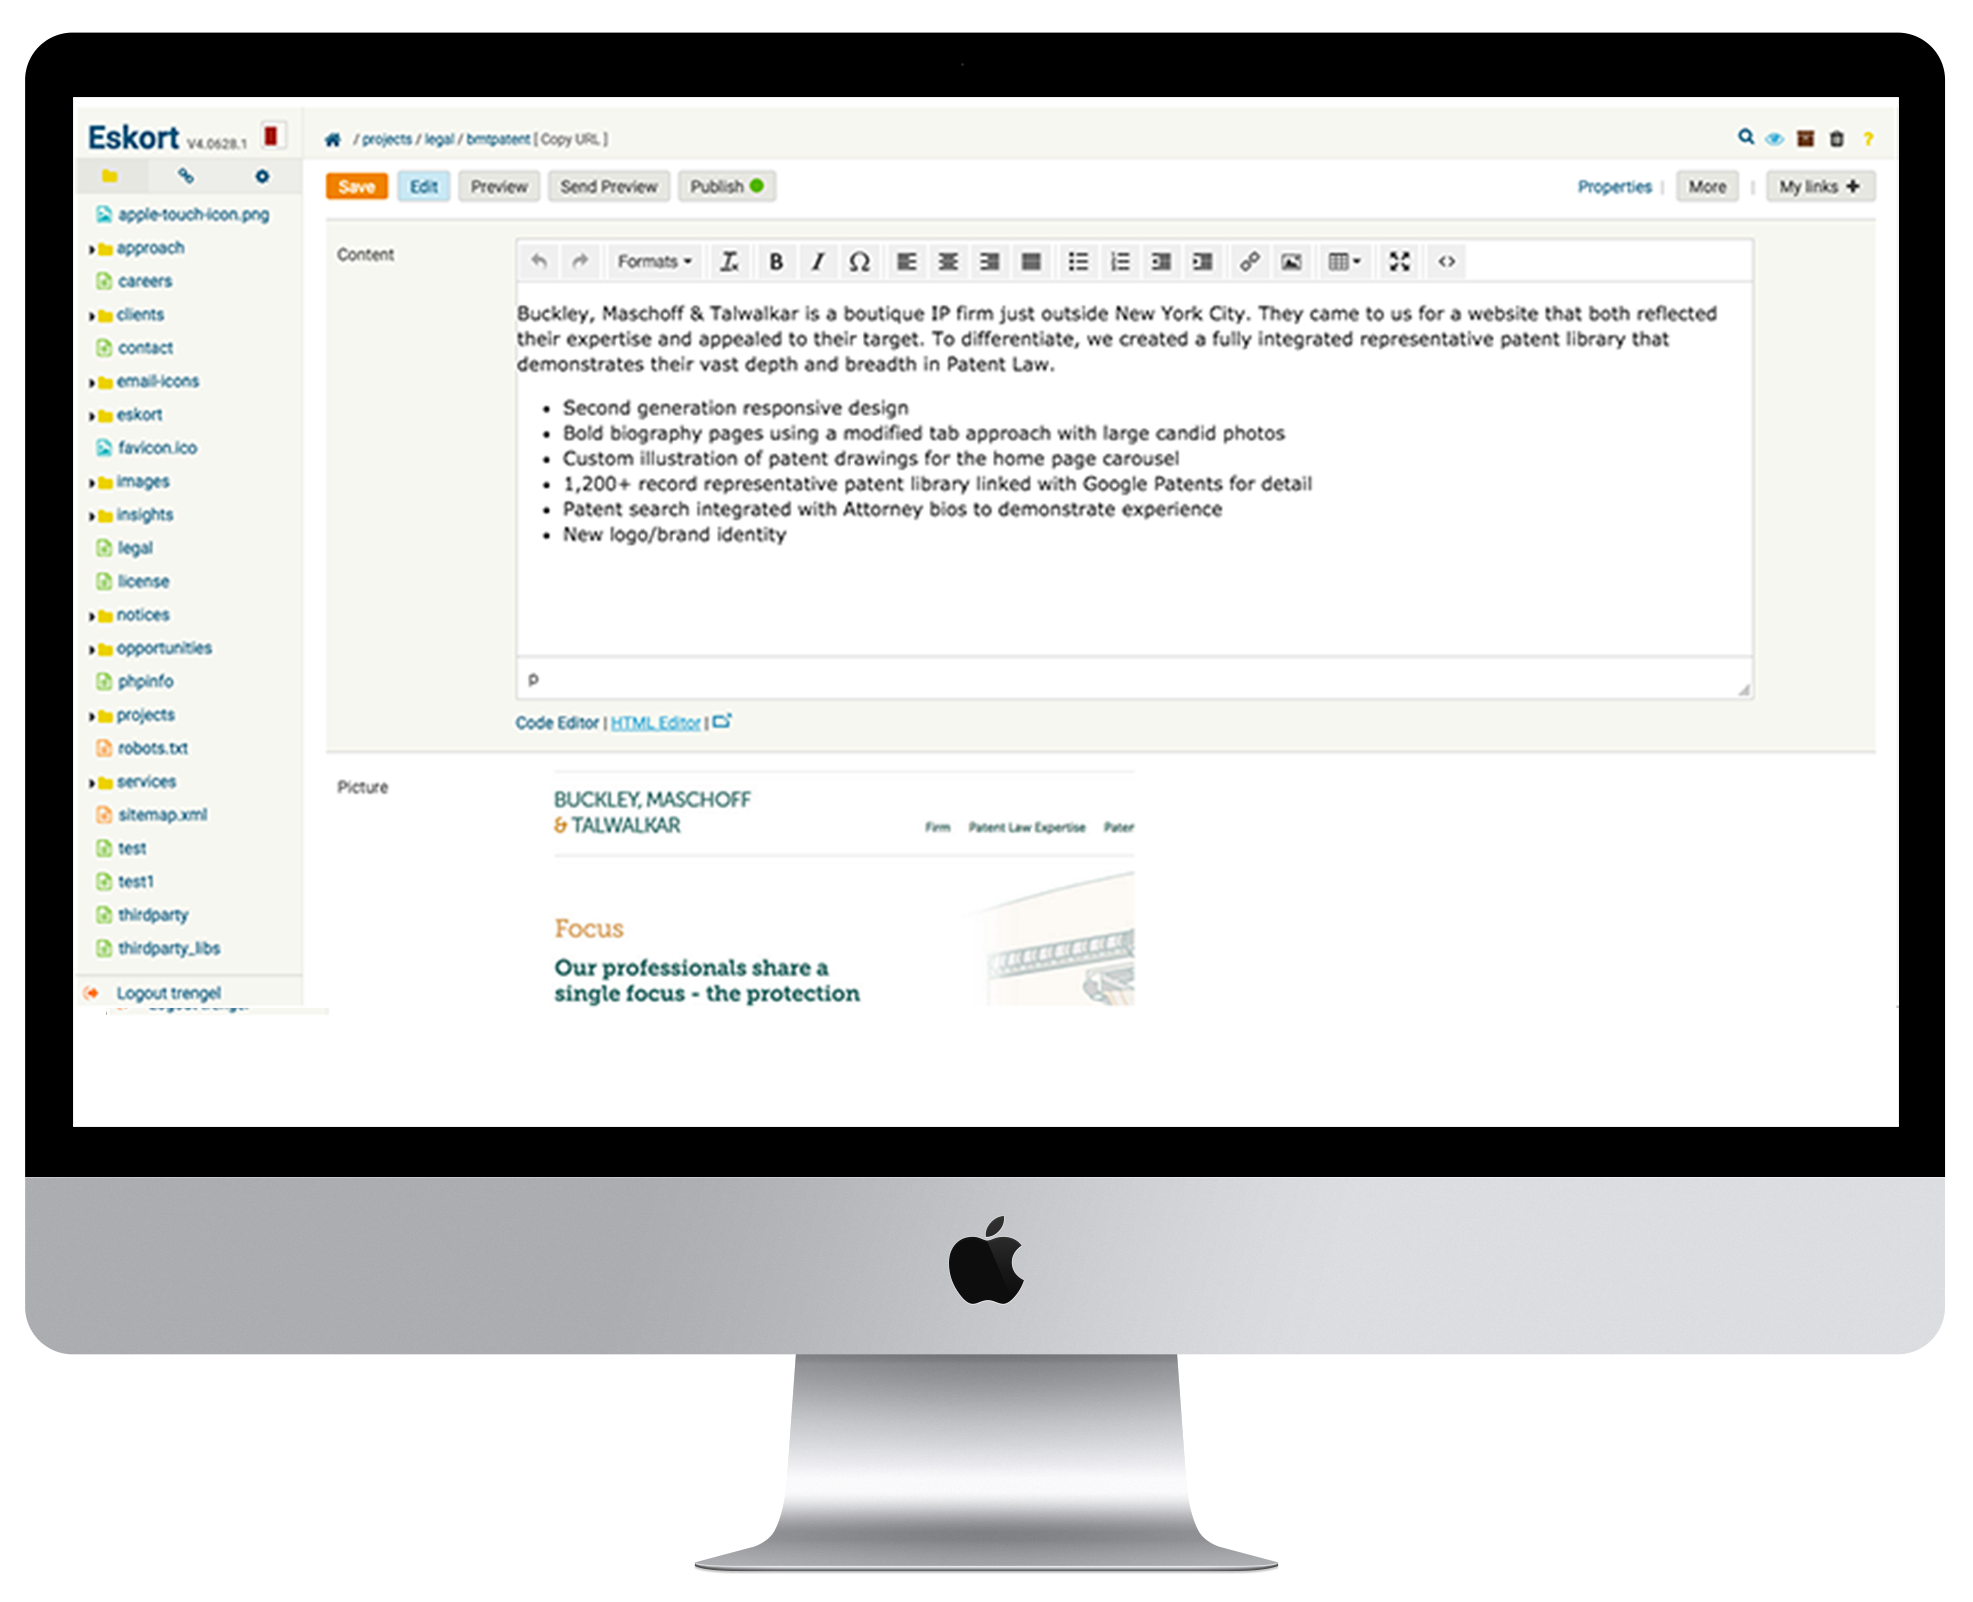 Eskort V4.0628.1
/ projects / legal / bmtpatent [ Copy URL ]
?
Save Edit Preview Send Preview Publish
Properties | More | My links +
apple-touch-icon.png
approach
careers
clients
contact
email-icons
eskort
favicon.ico
images
insights
legal
license
notices
opportunities
phpinfo
projects
robots.txt
services
sitemap.xml
test
test1
thirdparty
thirdparty_libs
Logout trengel
Content
Formats B I Ω <>
Buckley, Maschoff & Talwalkar is a boutique IP firm just outside New York City. They came to us for a website that both reflected
their expertise and appealed to their target. To differentiate, we created a fully integrated representative patent library that
demonstrates their vast depth and breadth in Patent Law.
• Second generation responsive design
• Bold biography pages using a modified tab approach with large candid photos
• Custom illustration of patent drawings for the home page carousel
• 1,200+ record representative patent library linked with Google Patents for detail
• Patent search integrated with Attorney bios to demonstrate experience
• New logo/brand identity
p
Code Editor | HTML Editor |
Picture
BUCKLEY, MASCHOFF
& TALWALKAR
Firm Patent Law Expertise Pater
Focus
Our professionals share a
single focus - the protection